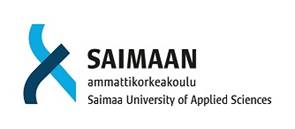 SAIMAAN
ammattikorkeakoulu
Saimaa University of Applied Sciences